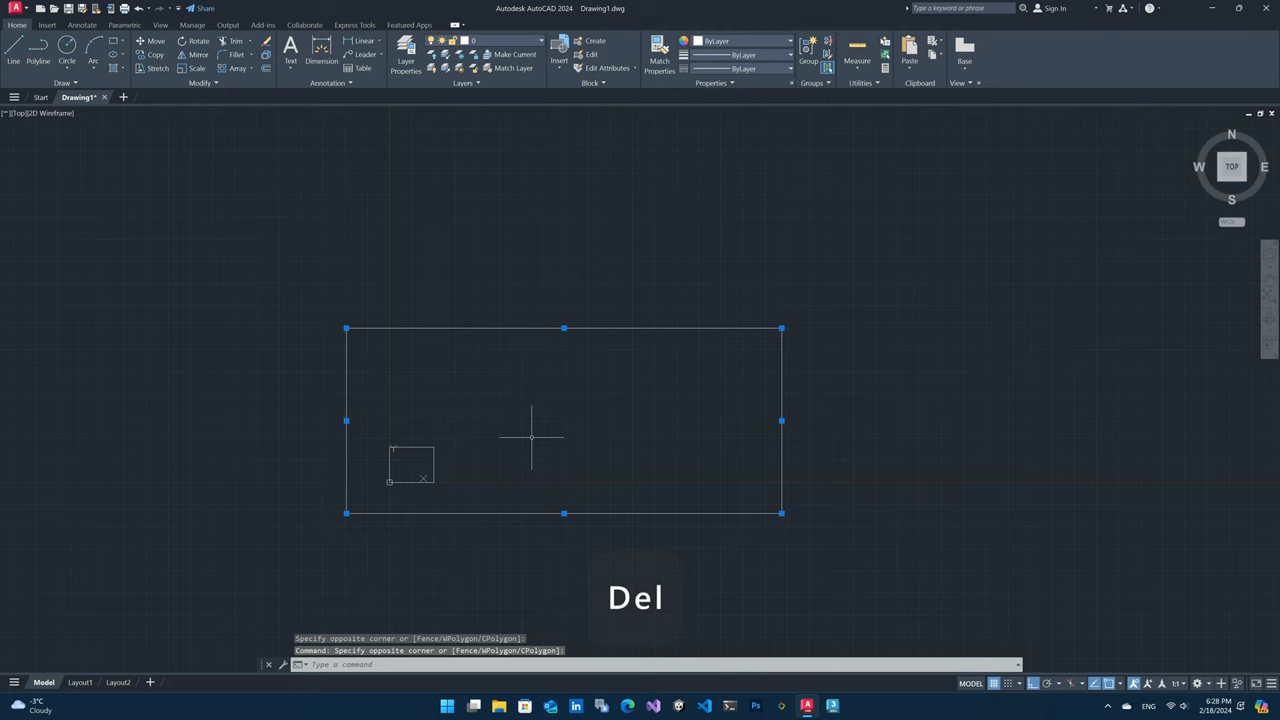 Share
Autodesk AutoCAD 2024 Drawing1.dwg
Type a keyword or phrase
Sign In
Home Insert Annotate Parametric View Manage Output Add-ins Collaborate Express Tools Featured Apps
Line Polyline Circle Arc
Move Rotate Trim
Copy Mirror Fillet
Stretch Scale Array
Text Dimension
Linear
Leader
Table
Layer Properties
0
Make Current
Match Layer
Insert
Create
Edit
Edit Attributes
Match Properties
ByLayer
ByLayer
ByLayer
Group
Measure
Paste
Base
Draw Modify Annotation Layers Block Properties Groups Utilities Clipboard View
Start Drawing1*
[−][Top][2D Wireframe]
N
W TOP E
S
WCS
Y
X
Del
Specify opposite corner or [Fence/WPolygon/CPolygon]:
Command: Specify opposite corner or [Fence/WPolygon/CPolygon]:
Type a command
Model Layout1 Layout2
MODEL
1:1
-3°C
Cloudy
ENG
6:28 PM
2/18/2024